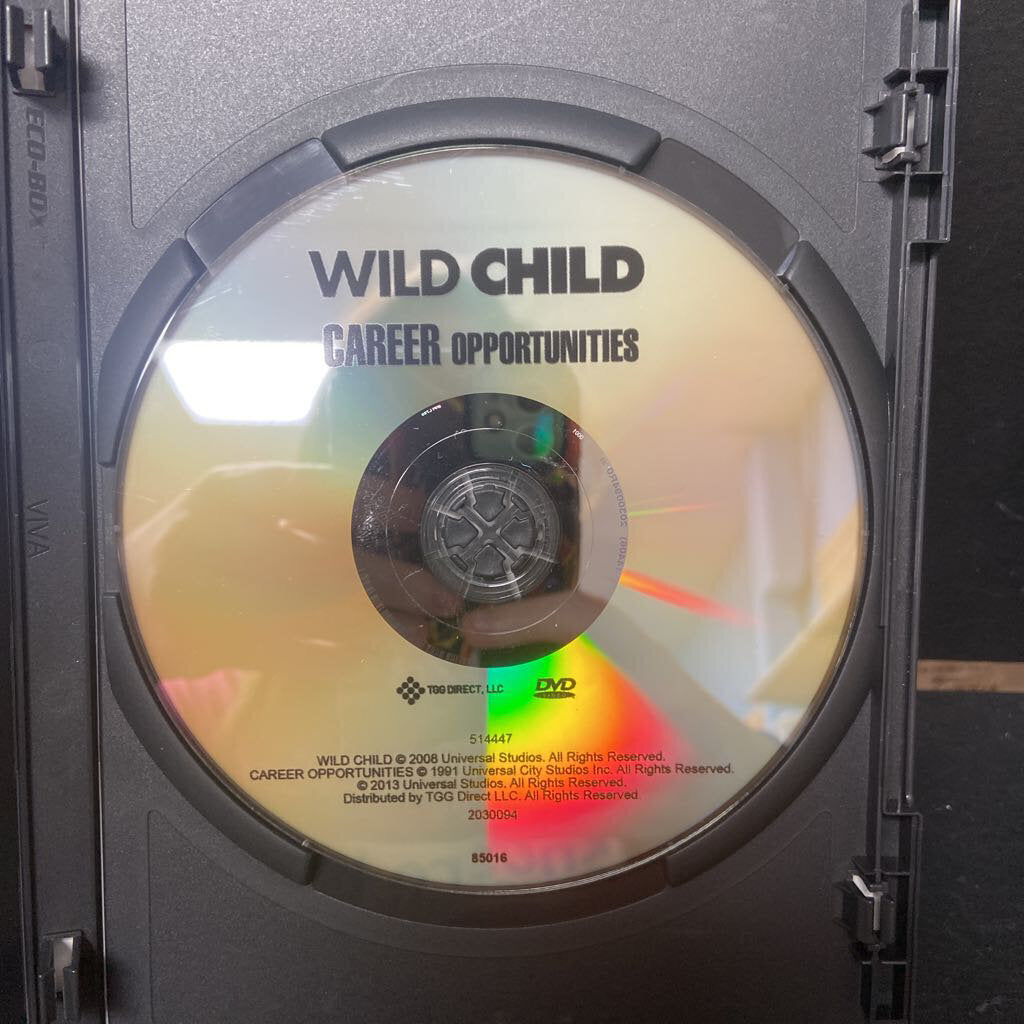 ECO-BOX
VIVA
WILD CHILD
CAREER OPPORTUNITIES
TGG DIRECT, LLC
DVD
VIDEO
514447
WILD CHILD © 2008 Universal Studios. All Rights Reserved.
CAREER OPPORTUNITIES © 1991 Universal City Studios Inc. All Rights Reserved.
© 2013 Universal Studios. All Rights Reserved.
Distributed by TGG Direct LLC. All Rights Reserved.
2030094
85016